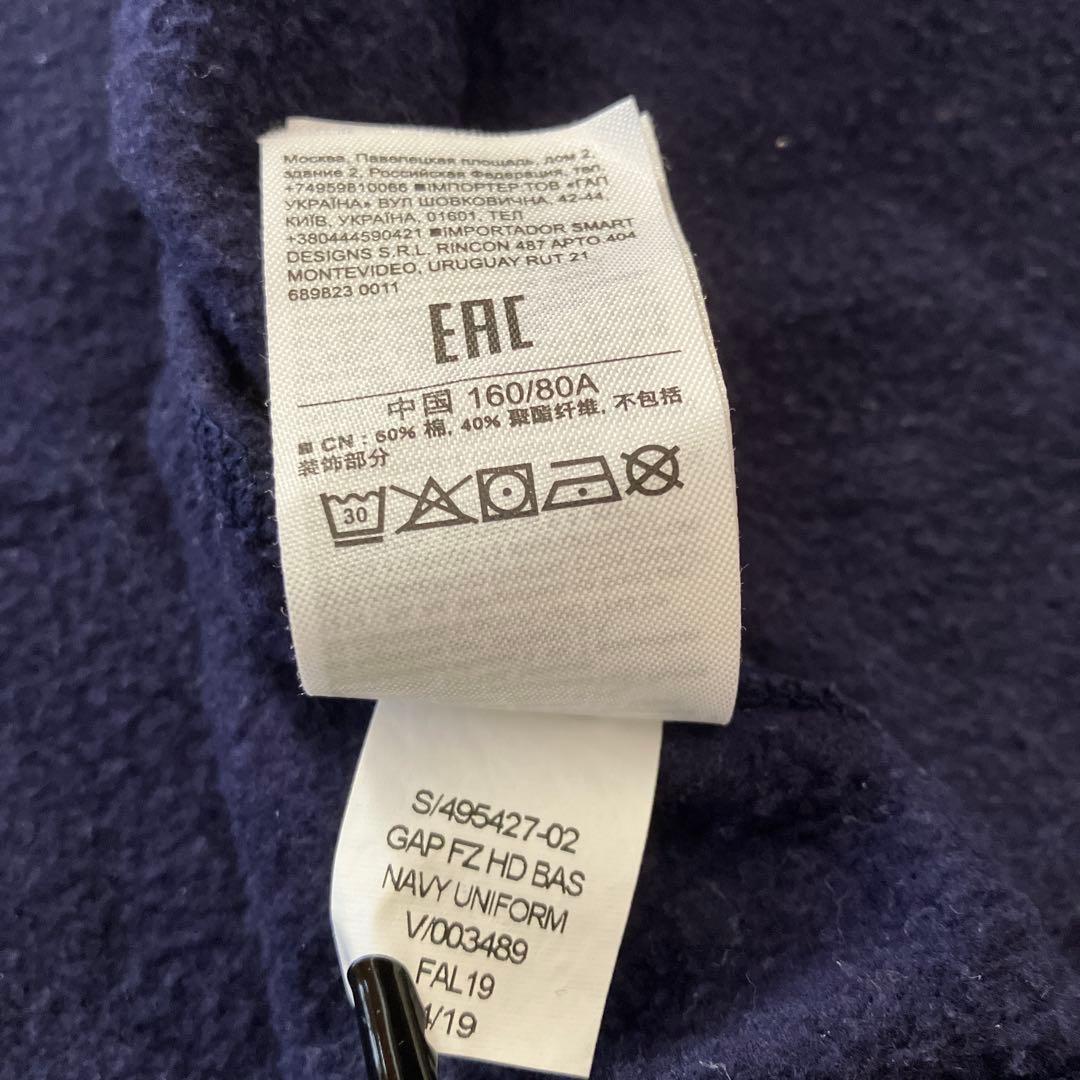 Москва, Павелецкая площадь, дом 2,
здание 2, Российская Федерация, тел.
+74959810066 ■ІМПОРТЕР ТОВ «ГАП
УКРАЇНА» ВУЛ ШОВКОВИЧНА, 42-44,
КИЇВ, УКРАЇНА, 01601, ТЕЛ
+380444590421 ■IMPORTADOR SMART
DESIGNS S.R.L, RINCON 487 APTO 404
MONTEVIDEO, URUGUAY RUT 21
689823 0011
EAC
中国 160/80A
CN : 60% 棉, 40% 聚酯纤维, 不包括
装饰部分
30
S/495427-02
GAP FZ HD BAS
NAVY UNIFORM
V/003489
FAL19
/19